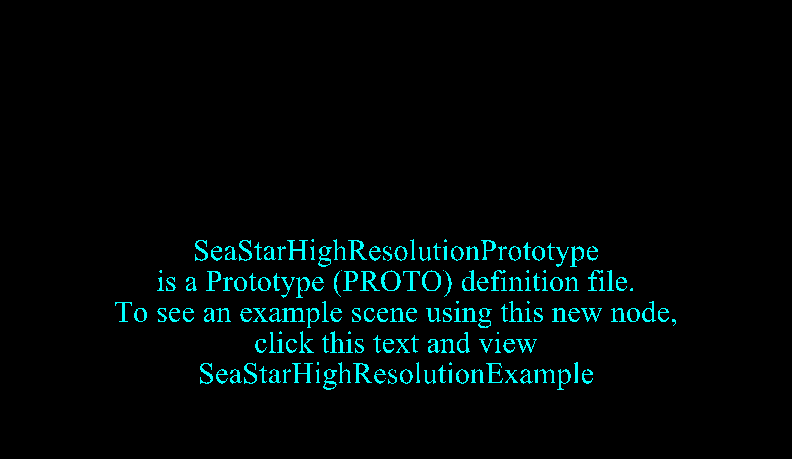 SeaStarHighResolutionPrototype
is a Prototype (PROTO) definition file.
To see an example scene using this new node,
click this text and view
SeaStarHighResolutionExample